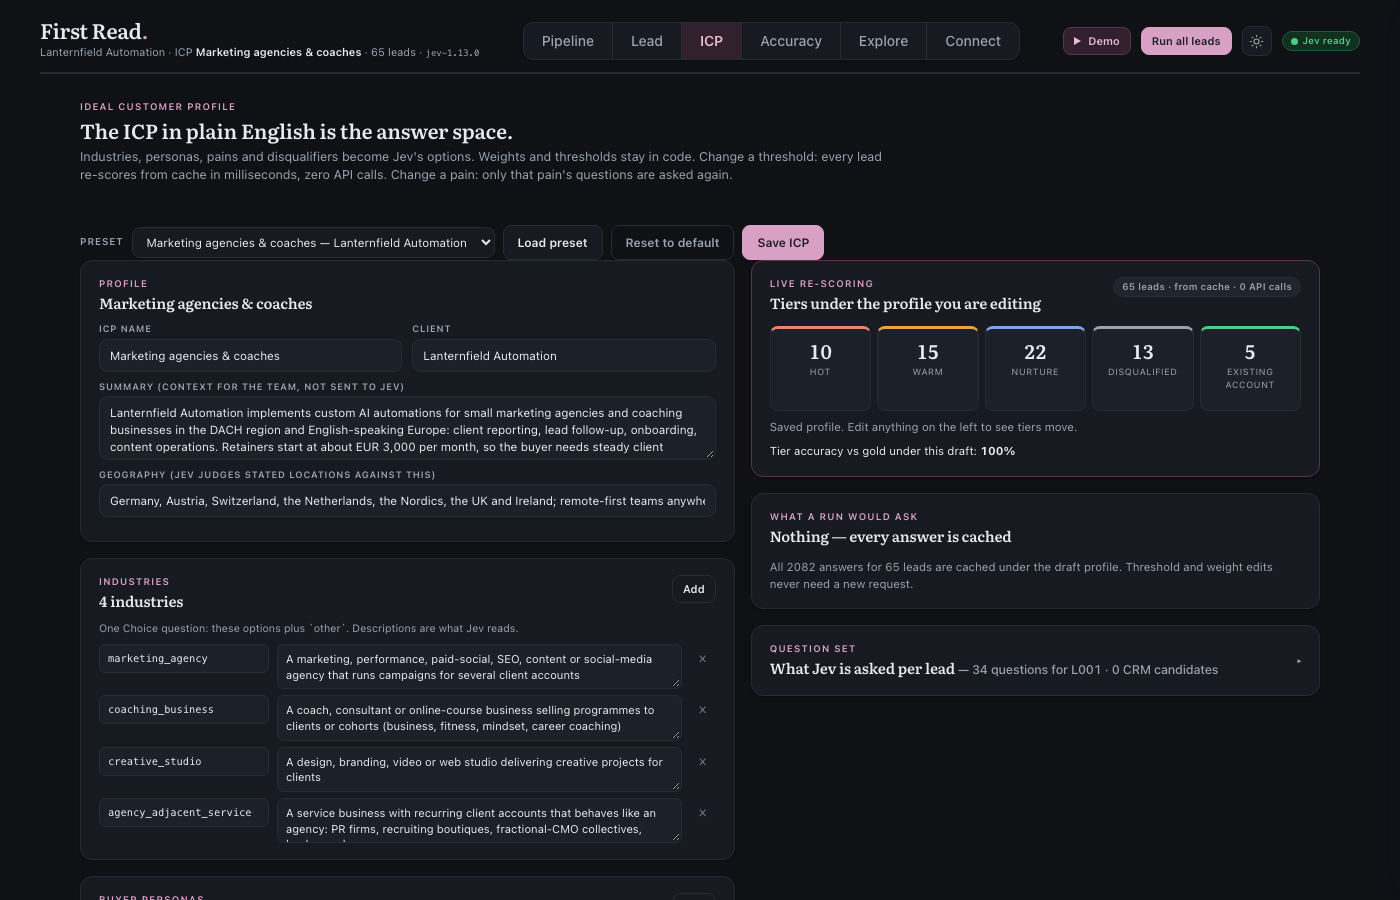 First Read.
Lanternfield Automation · ICP Marketing agencies & coaches · 65 leads · jev-1.13.0
Pipeline
Lead
ICP
Accuracy
Explore
Connect
Demo
Run all leads
Jev ready
IDEAL CUSTOMER PROFILE
The ICP in plain English is the answer space.
Industries, personas, pains and disqualifiers become Jev's options. Weights and thresholds stay in code. Change a threshold: every lead
re-scores from cache in milliseconds, zero API calls. Change a pain: only that pain's questions are asked again.
PRESET
Marketing agencies & coaches — Lanternfield Automation
Load preset
Reset to default
Save ICP
PROFILE
Marketing agencies & coaches
ICP NAME
CLIENT
Marketing agencies & coaches
Lanternfield Automation
SUMMARY (CONTEXT FOR THE TEAM, NOT SENT TO JEV)
Lanternfield Automation implements custom AI automations for small marketing agencies and coaching
businesses in the DACH region and English-speaking Europe: client reporting, lead follow-up, onboarding,
content operations. Retainers start at about EUR 3,000 per month, so the buyer needs steady client
GEOGRAPHY (JEV JUDGES STATED LOCATIONS AGAINST THIS)
Germany, Austria, Switzerland, the Netherlands, the Nordics, the UK and Ireland; remote-first teams anywhe
INDUSTRIES
4 industries
Add
One Choice question: these options plus `other`. Descriptions are what Jev reads.
marketing_agency
A marketing, performance, paid-social, SEO, content or social-media
agency that runs campaigns for several client accounts
×
coaching_business
A coach, consultant or online-course business selling programmes to
clients or cohorts (business, fitness, mindset, career coaching)
×
creative_studio
A design, branding, video or web studio delivering creative projects for
clients
×
agency_adjacent_service
A service business with recurring client accounts that behaves like an
agency: PR firms, recruiting boutiques, fractional-CMO collectives,
×
BUYER PERSONAS
LIVE RE-SCORING
Tiers under the profile you are editing
65 leads · from cache · 0 API calls
10
HOT
15
WARM
22
NURTURE
13
DISQUALIFIED
5
EXISTING
ACCOUNT
Saved profile. Edit anything on the left to see tiers move.
Tier accuracy vs gold under this draft: 100%
WHAT A RUN WOULD ASK
Nothing — every answer is cached
All 2082 answers for 65 leads are cached under the draft profile. Threshold and weight edits
never need a new request.
QUESTION SET
What Jev is asked per lead — 34 questions for L001 · 0 CRM candidates